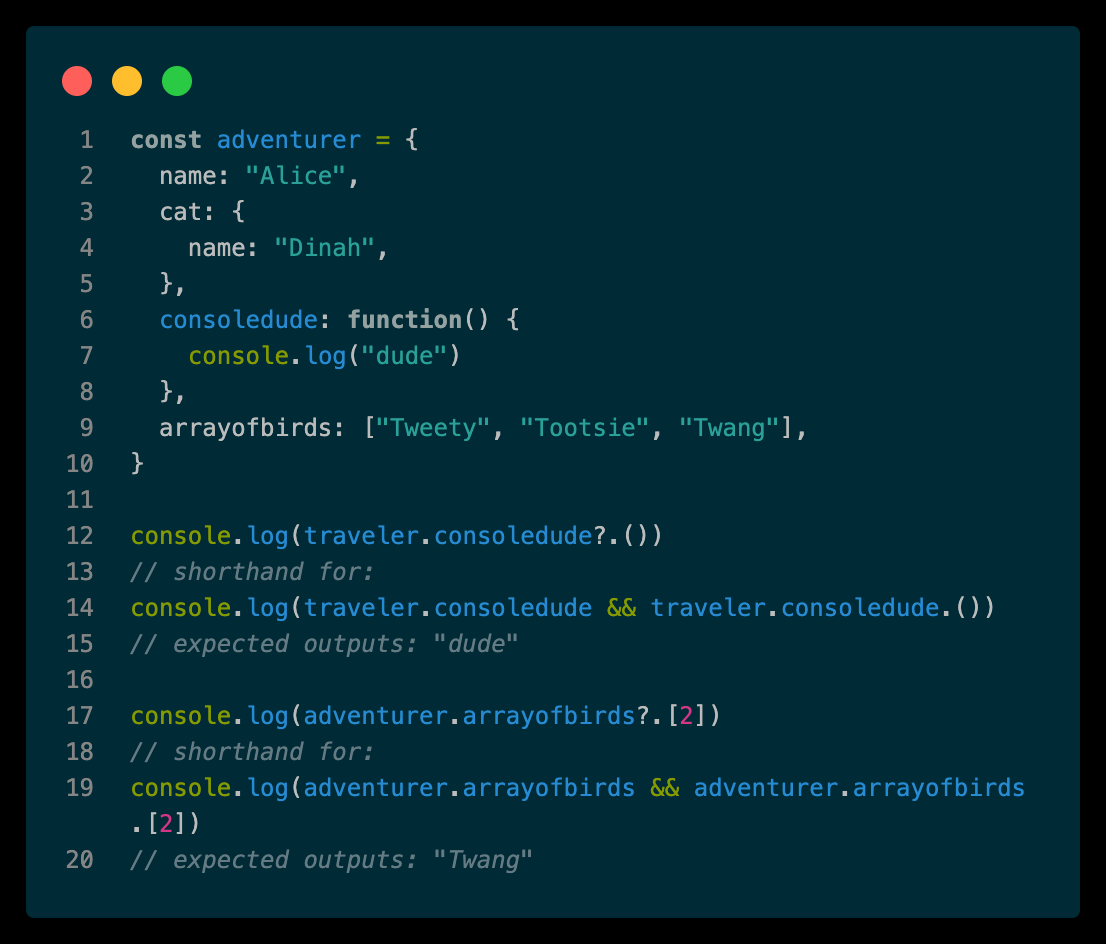 1 const adventurer = {
2   name: "Alice",
3   cat: {
4     name: "Dinah",
5   },
6   consoledude: function() {
7     console.log("dude")
8   },
9   arrayofbirds: ["Tweety", "Tootsie", "Twang"],
10 }
11
12 console.log(traveler.consoledude?.())
13 // shorthand for:
14 console.log(traveler.consoledude && traveler.consoledude.())
15 // expected outputs: "dude"
16
17 console.log(adventurer.arrayofbirds?.[2])
18 // shorthand for:
19 console.log(adventurer.arrayofbirds && adventurer.arrayofbirds
.[2])
20 // expected outputs: "Twang"